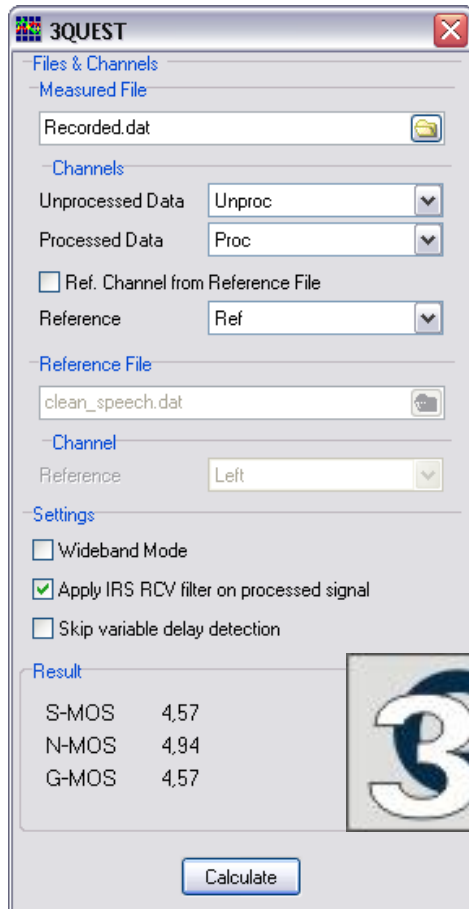 3QUEST
Files & Channels
Measured File
Recorded.dat
Channels
Unprocessed Data Unproc
Processed Data Proc
Ref. Channel from Reference File
Reference Ref
Reference File
clean_speech.dat
Channel
Reference Left
Settings
Wideband Mode
Apply IRS RCV filter on processed signal
Skip variable delay detection
Result
S-MOS 4,57
N-MOS 4,94
G-MOS 4,57
3
Calculate